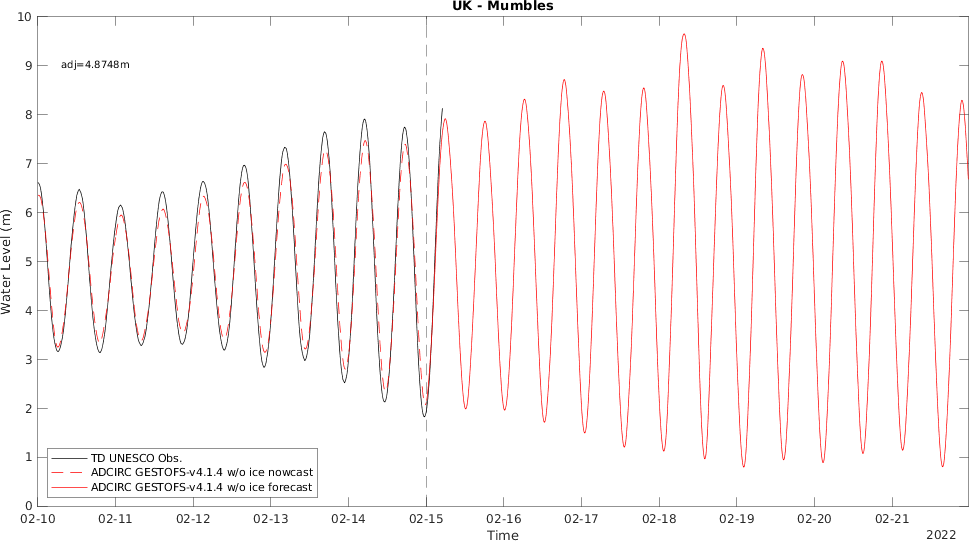 UK - Mumbles
10
9
8
7
6
5
4
3
2
1
0
Water Level (m)
adj=4.8748m
TD UNESCO Obs.
ADCIRC GESTOFS-v4.1.4 w/o ice nowcast
ADCIRC GESTOFS-v4.1.4 w/o ice forecast
02-10 02-11 02-12 02-13 02-14 02-15 02-16 02-17 02-18 02-19 02-20 02-21
Time
2022